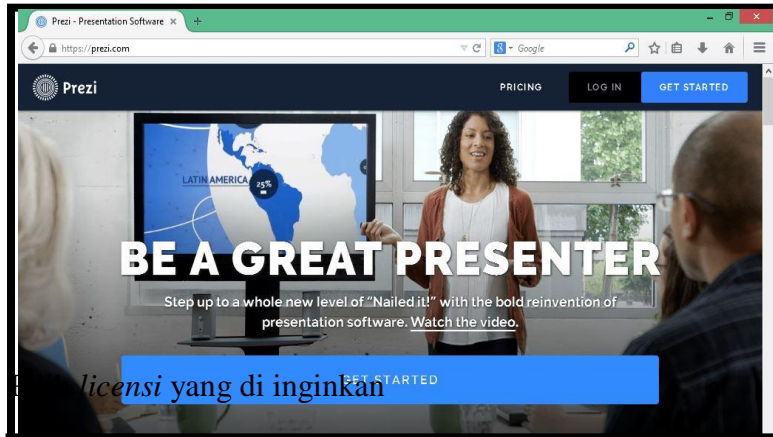 Prezi - Presentation Software
https://prezi.com
Google
Prezi
PRICING
LOG IN
GET STARTED
LATIN AMERICA
25%
BE A GREAT PRESENTER
Step up to a whole new level of "Nailed it!" with the bold reinvention of
presentation software. Watch the video.
GET STARTED
licensi yang di inginkan